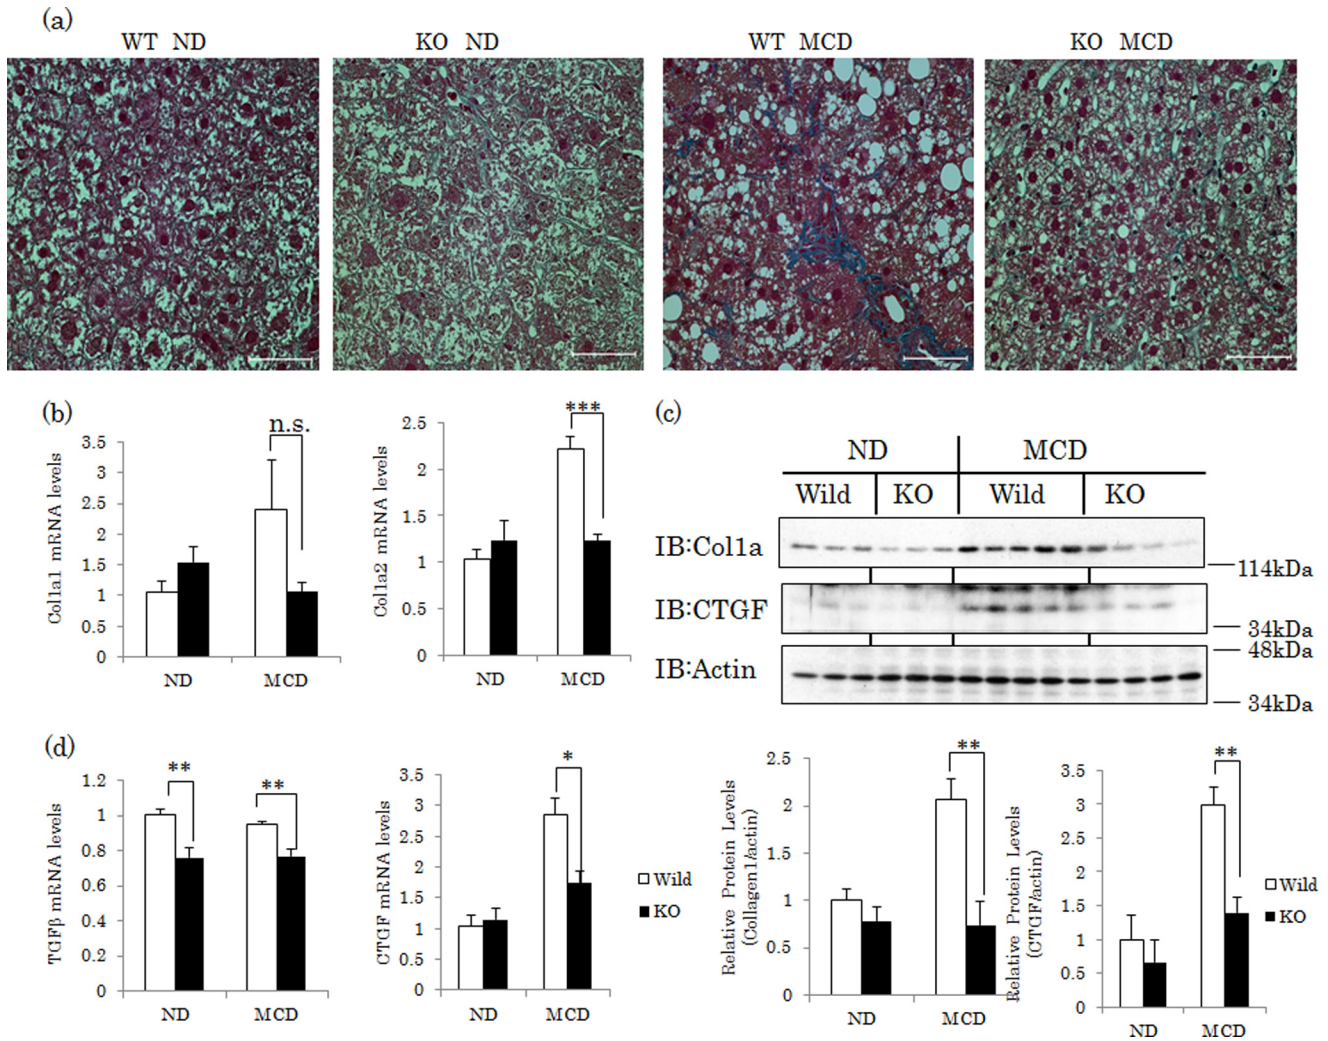 (a)
WT ND
KO ND
WT MCD
KO MCD
(b)
Col1a1 mRNA levels
3.5
3
2.5
2
1.5
1
0.5
0
n.s.
ND
MCD
Col1a2 mRNA levels
2.5
2
1.5
1
0.5
0
***
ND
MCD
(c)
ND
MCD
Wild
KO
Wild
KO
IB:Col1a
114kDa
IB:CTGF
34kDa
48kDa
IB:Actin
34kDa
(d)
TGFβ mRNA levels
1.2
1
0.8
0.6
0.4
0.2
0
**
**
ND
MCD
CTGF mRNA levels
3.5
3
2.5
2
1.5
1
0.5
0
*
ND
MCD
Wild
KO
Relative Protein Levels
(Collagen1/actin)
2.5
2
1.5
1
0.5
0
**
ND
MCD
Relative Protein Levels
(CTGF/actin)
3.5
3
2.5
2
1.5
1
0.5
0
**
ND
MCD
Wild
KO